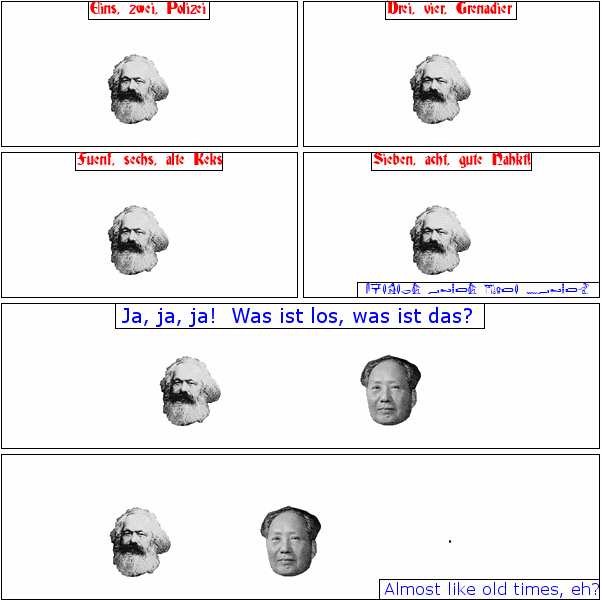 Eins, zwei, Polizei
Drei, vier, Grenadier
Fuenf, sechs, alte Keks
Sieben, acht, gute Nahkt!
Ja, ja, ja! Was ist los, was ist das?
Almost like old times, eh?